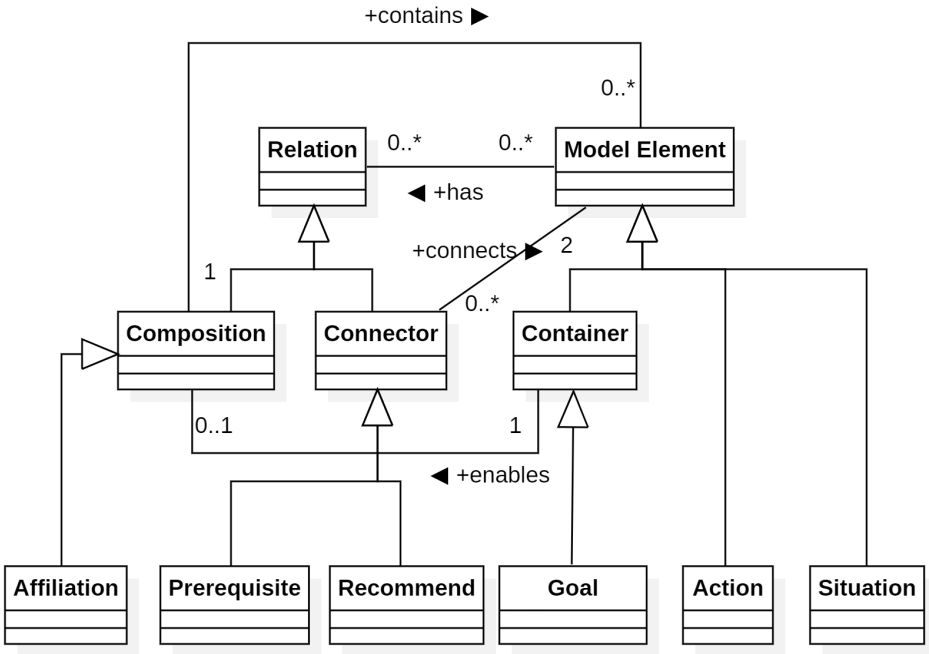 +contains ▶
0..*
Relation
0..*
0..*
Model Element
◀ +has
+connects ▶
2
1
0..*
Composition
Connector
Container
0..1
1
◀ +enables
Affiliation
Prerequisite
Recommend
Goal
Action
Situation